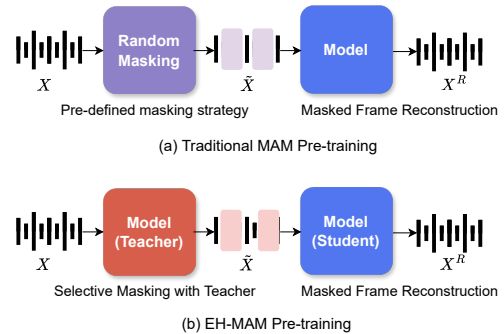 Random
Masking
Model
X
X̃
X^R
Pre-defined masking strategy
Masked Frame Reconstruction
(a) Traditional MAM Pre-training
Model
(Teacher)
Model
(Student)
X
X̃
X^R
Selective Masking with Teacher
Masked Frame Reconstruction
(b) EH-MAM Pre-training